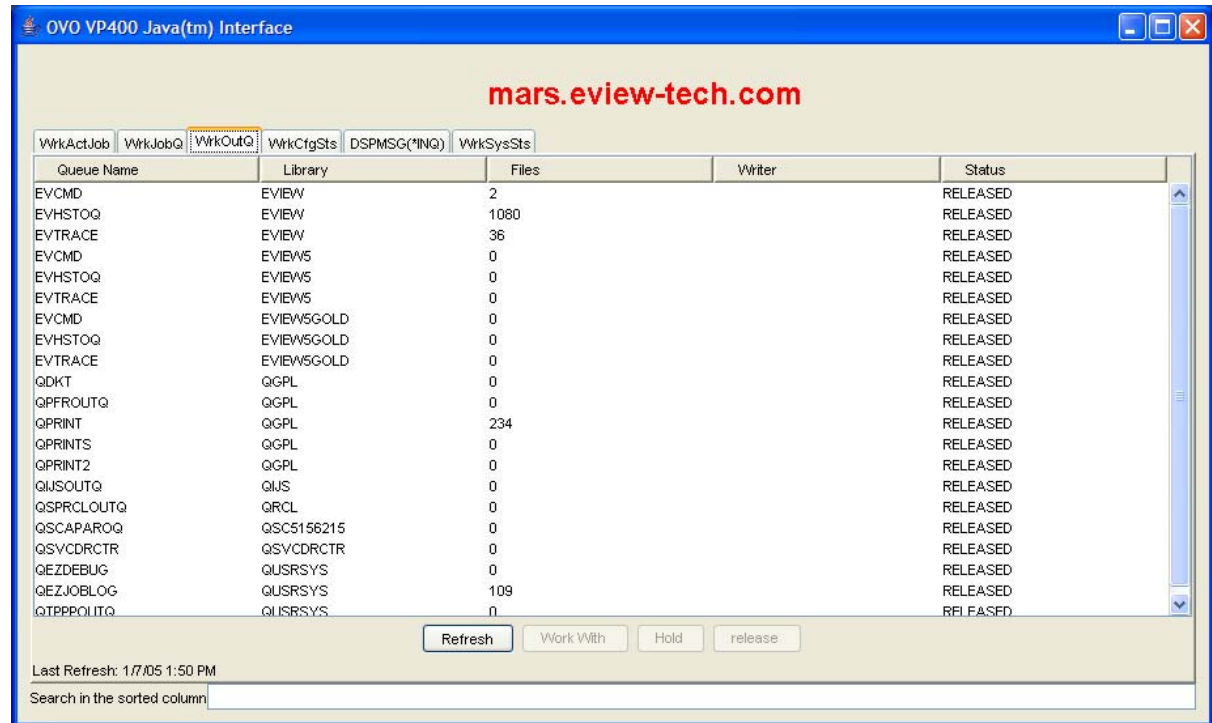 OVO VP400 Java(tm) Interface
mars.eview-tech.com
WrkActJob WrkJobQ WrkOutQ WrkCfgSts DSPMSG(*INQ) WrkSysSts
Queue Name Library Files Writer Status
EVCMD EVIEW 2 RELEASED
EVHSTOQ EVIEW 1080 RELEASED
EVTRACE EVIEW 36 RELEASED
EVCMD EVIEW5 0 RELEASED
EVHSTOQ EVIEW5 0 RELEASED
EVTRACE EVIEW5 0 RELEASED
EVCMD EVIEW5GOLD 0 RELEASED
EVHSTOQ EVIEW5GOLD 0 RELEASED
EVTRACE EVIEW5GOLD 0 RELEASED
QDKT QGPL 0 RELEASED
QPFROUTQ QGPL 0 RELEASED
QPRINT QGPL 234 RELEASED
QPRINTS QGPL 0 RELEASED
QPRINT2 QGPL 0 RELEASED
QIJSOUTQ QIJS 0 RELEASED
QSPRCLOUTQ QRCL 0 RELEASED
QSCAPAROQ QSC5156215 0 RELEASED
QSVCDRCTR QSVCDRCTR 0 RELEASED
QEZDEBUG QUSRSYS 0 RELEASED
QEZJOBLOG QUSRSYS 109 RELEASED
QTPPPOUTQ QUSRSYS 0 RELEASED
Refresh Work With Hold release
Last Refresh: 1/7/05 1:50 PM
Search in the sorted column